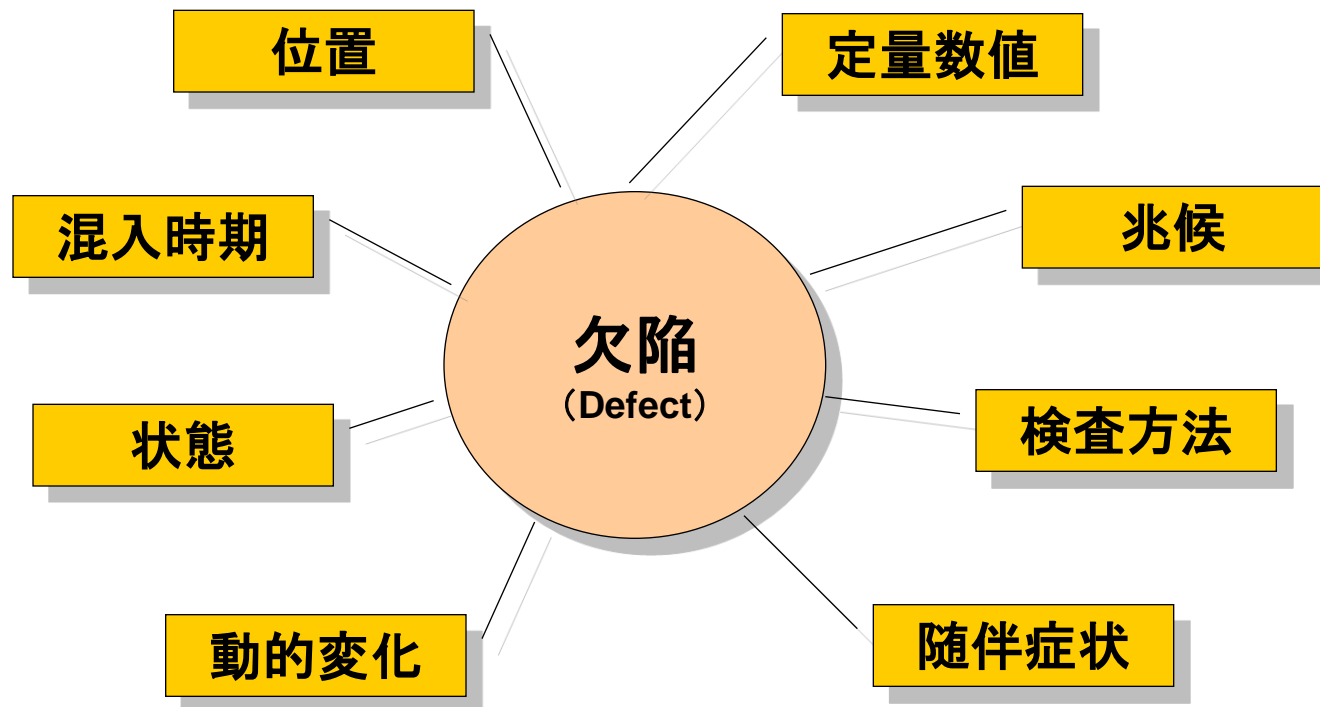 位置
定量数値
混入時期
兆候
欠陥
（Defect）
状態
検査方法
動的変化
随伴症状